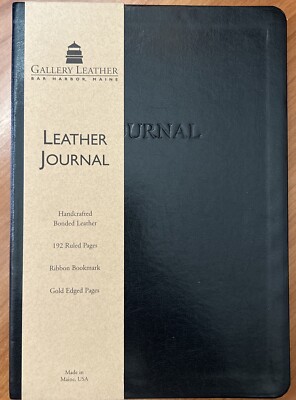 GALLERY LEATHER
BAR HARBOR, MAINE
LEATHER
JOURNAL
URNAL
Handcrafted
Bonded Leather
192 Ruled Pages
Ribbon Bookmark
Gold Edged Pages
Made in
Maine, USA